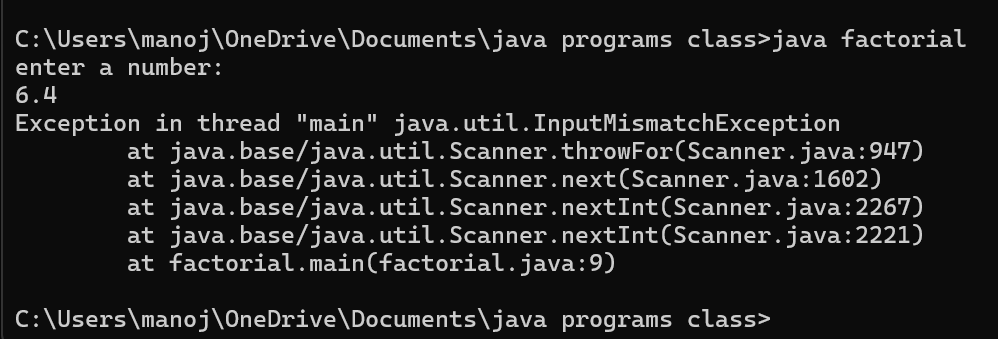 C:\Users\manoj\OneDrive\Documents\java programs class>java factorial
enter a number:
6.4
Exception in thread "main" java.util.InputMismatchException
        at java.base/java.util.Scanner.throwFor(Scanner.java:947)
        at java.base/java.util.Scanner.next(Scanner.java:1602)
        at java.base/java.util.Scanner.nextInt(Scanner.java:2267)
        at java.base/java.util.Scanner.nextInt(Scanner.java:2221)
        at factorial.main(factorial.java:9)
C:\Users\manoj\OneDrive\Documents\java programs class>